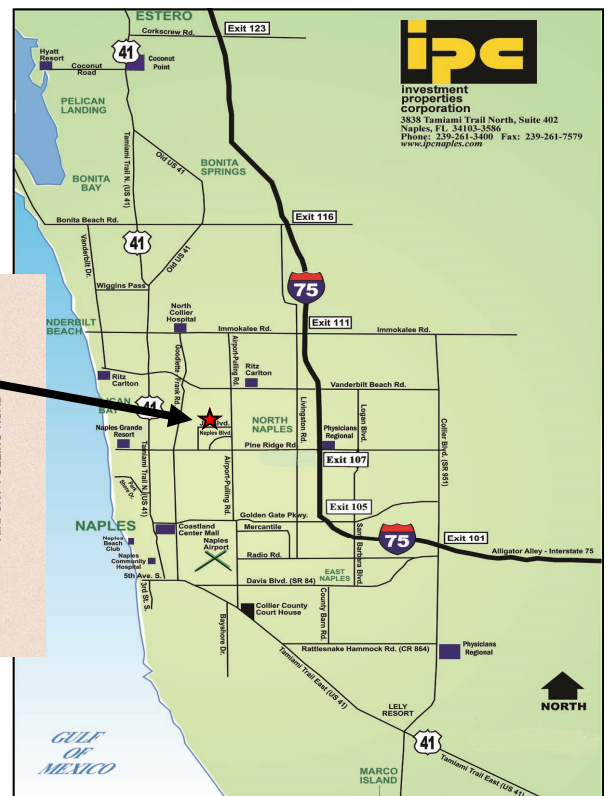 ESTERO
Corkscrew Rd.
Exit 123
Hyatt
Resort
Coconut
Road
41
Coconut
Point
ipc
investment
properties
corporation
3838 Tamiami Trail North, Suite 402
Naples, FL 34103-3586
Phone: 239-261-3400 Fax: 239-261-7579
www.ipcnaples.com
PELICAN
LANDING
Tamiami Trail N. (US 41)
Old US 41
BONITA
SPRINGS
BONITA
BAY
Bonita Beach Rd.
Exit 116
Vanderbilt Dr.
41
Old US 41
Wiggins Pass
75
North
Collier
Hospital
NDERBILT
BEACH
Immokalee Rd.
Exit 111
Immokalee Rd.
Goodlette - Frank Rd.
Airport-Pulling Rd.
Ritz
Carlton
Ritz
Carlton
Vanderbilt Beach Rd.
ICAN
BAY
41
J lvd.
Naples Blvd.
NORTH
NAPLES
Livingston Rd.
Logan Blvd.
Collier Blvd. (SR 951)
Naples Grande
Resort
Physicians
Regional
Pine Ridge Rd.
Exit 107
Tamiami Trail N. (US 41)
Park
Shore Dr.
Airport-Pulling Rd.
Exit 105
Golden Gate Pkwy.
NAPLES
Coastland
Center Mall
Mercantile
Naples
Airport
Santa Barbara Blvd.
75
Exit 101
Naples
Beach
Club
Naples
Community
Hospital
Radio Rd.
Alligator Alley - Interstate 75
5th Ave. S.
Davis Blvd. (SR 84)
EAST
NAPLES
3rd St. S.
Collier County
Court House
County Barn Rd.
Bayshore Dr.
Rattlesnake Hammock Rd. (CR 864)
Physicians
Regional
Tamiami Trail East (US 41)
NORTH
LELY
RESORT
GULF
OF
MEXICO
41
Tamiami Trail East (US 41)
MARCO
ISLAND